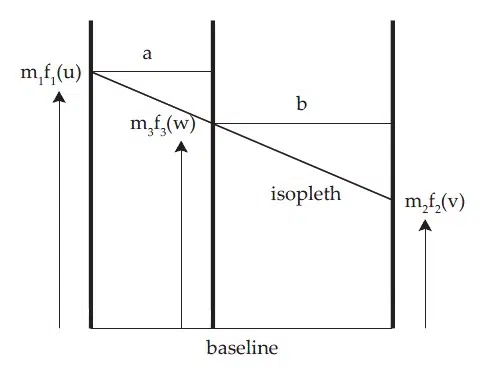 a
m₁f₁(u)
b
m₃f₃(w)
isopleth
m₂f₂(v)
baseline